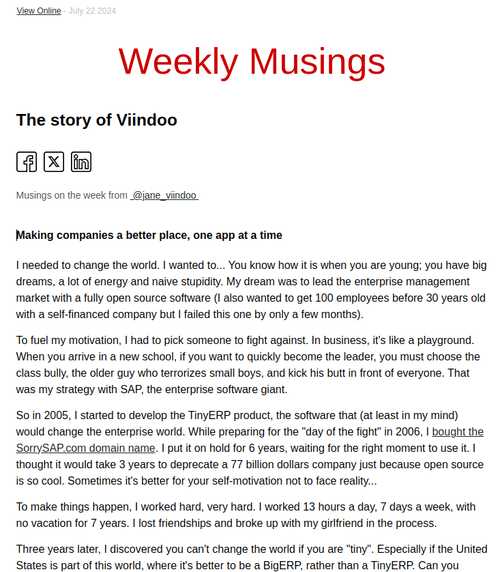 View Online - July 22 2024
Weekly Musings
The story of Viindoo
Musings on the week from @jane_viindoo
Making companies a better place, one app at a time
I needed to change the world. I wanted to... You know how it is when you are young; you have big
dreams, a lot of energy and naive stupidity. My dream was to lead the enterprise management
market with a fully open source software (I also wanted to get 100 employees before 30 years old
with a self-financed company but I failed this one by only a few months).
To fuel my motivation, I had to pick someone to fight against. In business, it's like a playground.
When you arrive in a new school, if you want to quickly become the leader, you must choose the
class bully, the older guy who terrorizes small boys, and kick his butt in front of everyone. That
was my strategy with SAP, the enterprise software giant.
So in 2005, I started to develop the TinyERP product, the software that (at least in my mind)
would change the enterprise world. While preparing for the "day of the fight" in 2006, I bought the
SorrySAP.com domain name. I put it on hold for 6 years, waiting for the right moment to use it. I
thought it would take 3 years to deprecate a 77 billion dollars company just because open source
is so cool. Sometimes it's better for your self-motivation not to face reality...
To make things happen, I worked hard, very hard. I worked 13 hours a day, 7 days a week, with
no vacation for 7 years. I lost friendships and broke up with my girlfriend in the process.
Three years later, I discovered you can't change the world if you are "tiny". Especially if the United
States is part of this world, where it's better to be a BigERP, rather than a TinyERP. Can you